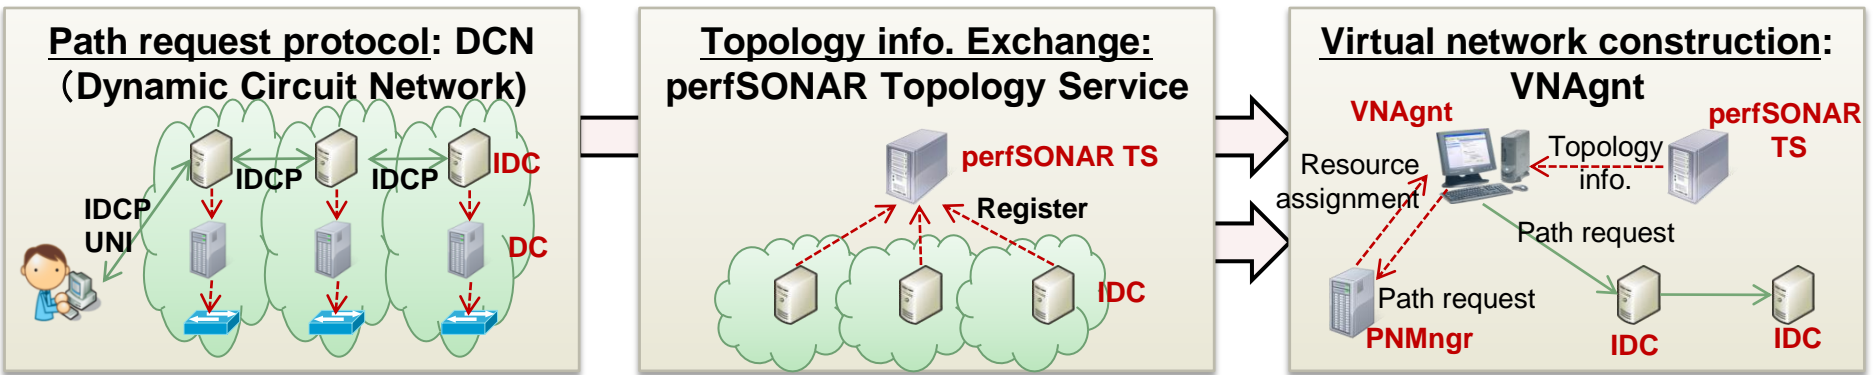 Path request protocol: DCN
（Dynamic Circuit Network)
IDC
IDCP
IDCP
IDCP
UNI
DC
Topology info. Exchange:
perfSONAR Topology Service
perfSONAR TS
Register
IDC
Virtual network construction:
VNAgnt
VNAgnt
perfSONAR
TS
Topology
info.
Resource
assignment
Path request
Path request
PNMngr
IDC
IDC